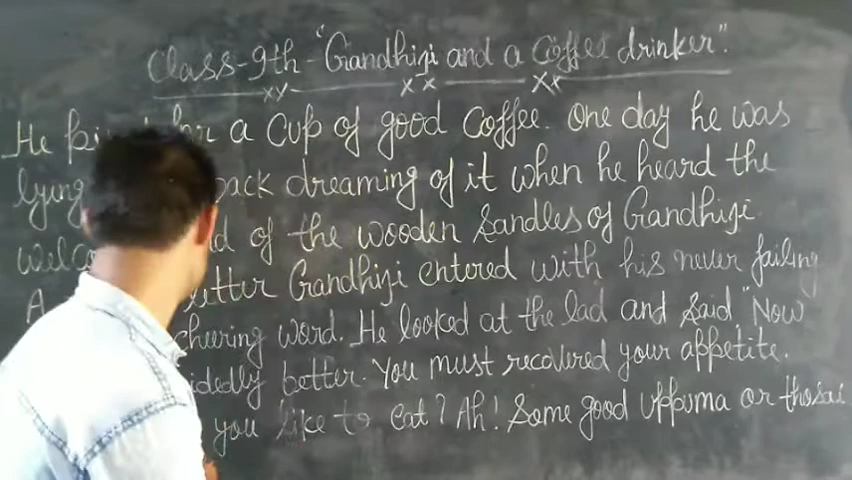 Class-9th-"Gandhiji and a Coffee drinker".
He a Cup of good Coffee. One day he was
lying back dreaming of it when he heard the
of the wooden Sandles of Gandhiji.
A Gandhiji entered with his never failing
cheering word. He looked at the lad and said, "Now
better. You must recovered your appetite.
you like to eat? Ah! Some good uppuma or thosai